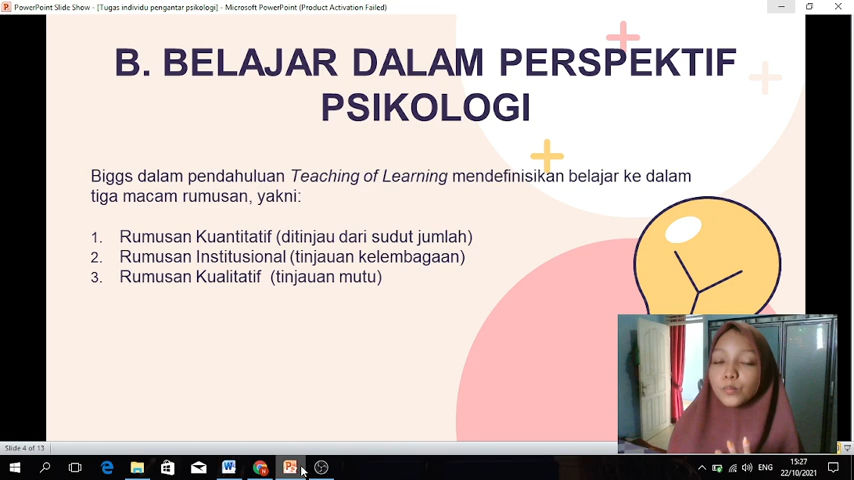 PowerPoint Slide Show - [Tugas individu pengantar psikologi] - Microsoft PowerPoint (Product Activation Failed)
B. BELAJAR DALAM PERSPEKTIF
PSIKOLOGI
Biggs dalam pendahuluan Teaching of Learning mendefinisikan belajar ke dalam
tiga macam rumusan, yakni:
1. Rumusan Kuantitatif (ditinjau dari sudut jumlah)
2. Rumusan Institusional (tinjauan kelembagaan)
3. Rumusan Kualitatif (tinjauan mutu)
Slide 4 of 13
ENG
15:27
22/10/2021